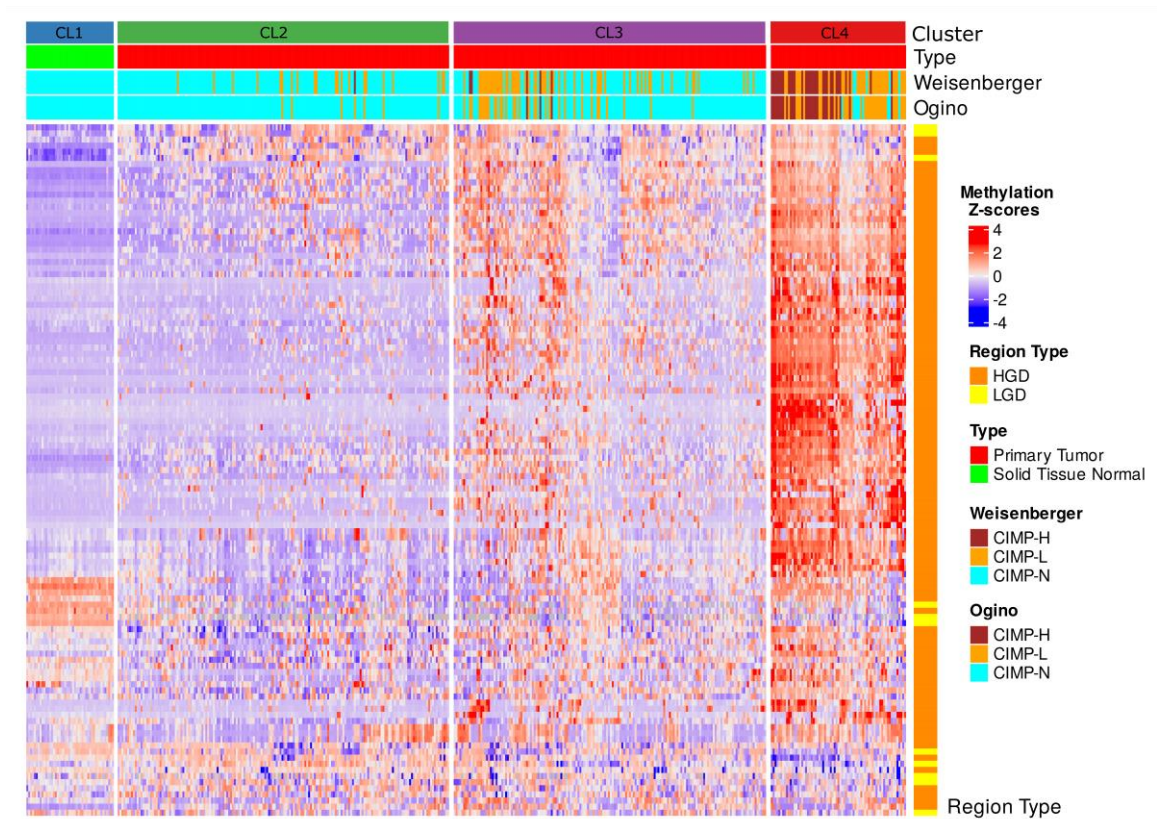 CL1 CL2 CL3 CL4 Cluster
Type
Weisenberger
Ogino
Methylation
Z-scores
4
2
0
-2
-4
Region Type
HGD
LGD
Type
Primary Tumor
Solid Tissue Normal
Weisenberger
CIMP-H
CIMP-L
CIMP-N
Ogino
CIMP-H
CIMP-L
CIMP-N
Region Type